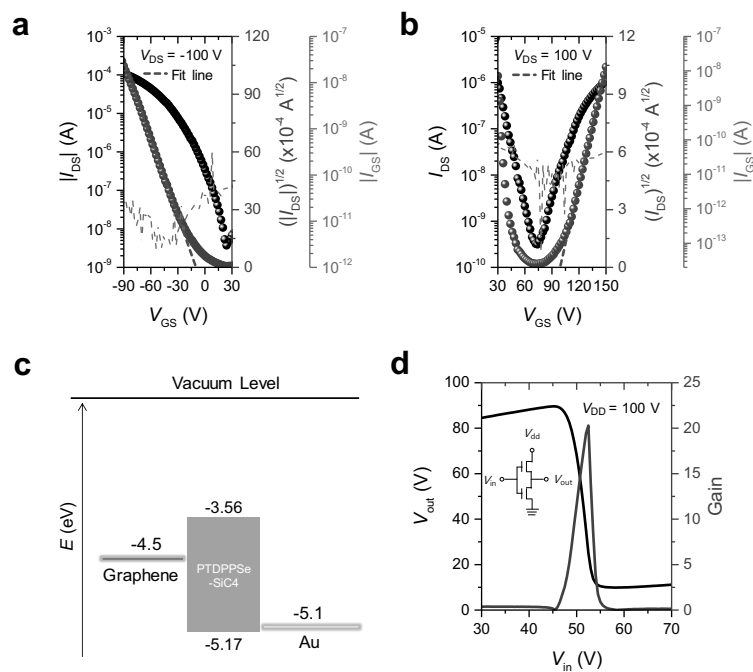 a
V_DS = -100 V
Fit line
10^-3
10^-4
10^-5
10^-6
10^-7
10^-8
10^-9
|I_DS| (A)
-90 -60 -30 0 30
V_GS (V)
120
90
60
30
0
(|I_DS|)^1/2 (x10^-4 A^1/2)
10^-7
10^-8
10^-9
10^-10
10^-11
10^-12
|I_GS| (A)
b
V_DS = 100 V
Fit line
10^-5
10^-6
10^-7
10^-8
10^-9
10^-10
I_DS (A)
30 60 90 120 150
V_GS (V)
12
9
6
3
0
(I_DS)^1/2 (x10^-4 A^1/2)
10^-7
10^-8
10^-9
10^-10
10^-11
10^-12
10^-13
|I_GS| (A)
c
Vacuum Level
E (eV)
-4.5
Graphene
-3.56
PTDPPSe
-SiC4
-5.17
-5.1
Au
d
V_DD = 100 V
100
80
60
40
20
0
V_out (V)
V_dd
V_in
V_out
30 40 50 60 70
V_in (V)
25
20
15
10
5
0
Gain